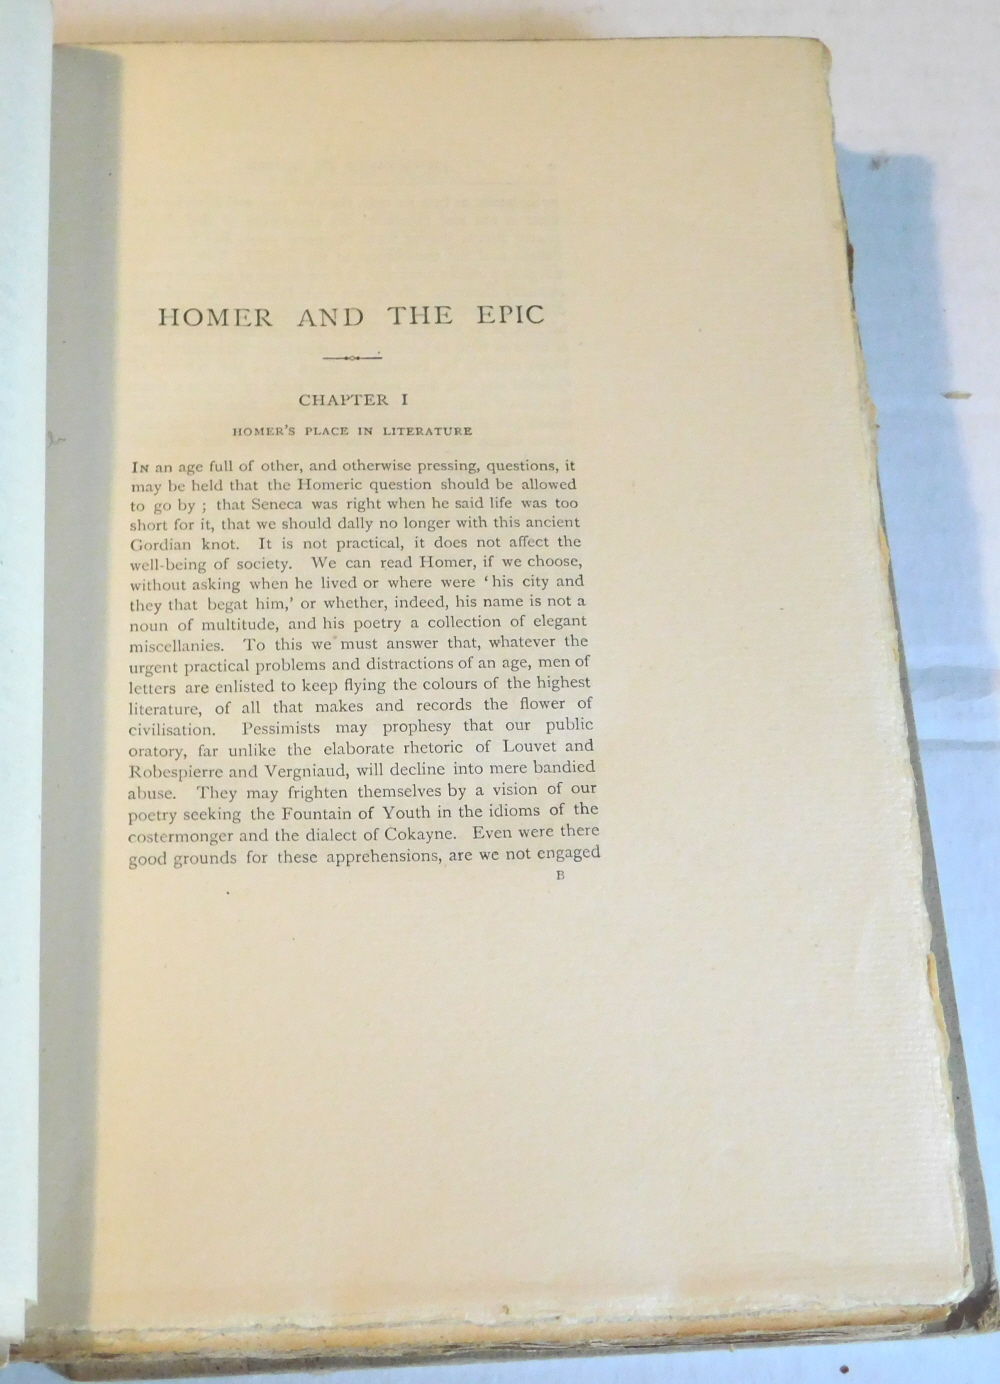 HOMER AND THE EPIC
CHAPTER I
HOMER'S PLACE IN LITERATURE
IN an age full of other, and otherwise pressing, questions, it
may be held that the Homeric question should be allowed
to go by ; that Seneca was right when he said life was too
short for it, that we should dally no longer with this ancient
Gordian knot. It is not practical, it does not affect the
well-being of society. We can read Homer, if we choose,
without asking when he lived or where were ‘his city and
they that begat him,’ or whether, indeed, his name is not a
noun of multitude, and his poetry a collection of elegant
miscellanies. To this we must answer that, whatever the
urgent practical problems and distractions of an age, men of
letters are enlisted to keep flying the colours of the highest
literature, of all that makes and records the flower of
civilisation. Pessimists may prophesy that our public
oratory, far unlike the elaborate rhetoric of Louvet and
Robespierre and Vergniaud, will decline into mere bandied
abuse. They may frighten themselves by a vision of our
poetry seeking the Fountain of Youth in the idioms of the
costermonger and the dialect of Cokayne. Even were there
good grounds for these apprehensions, are we not engaged
B